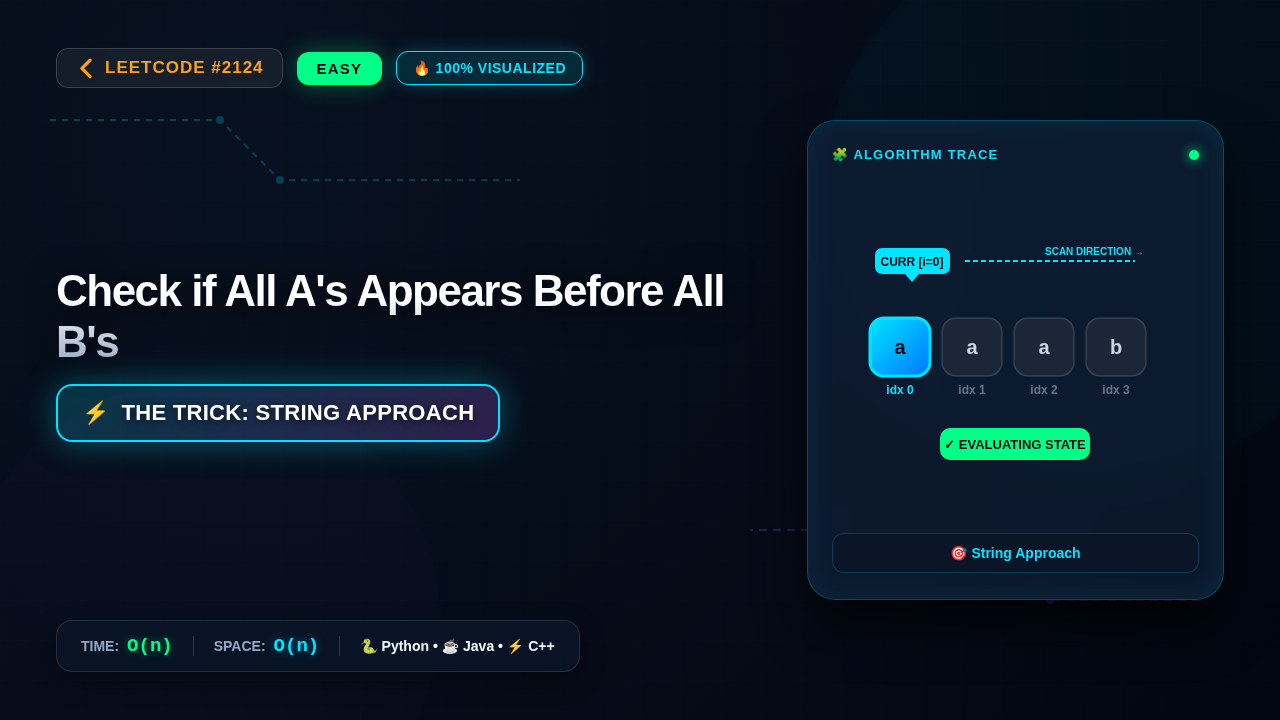 LEETCODE #2124
EASY
🔥 100% VISUALIZED
🧩 ALGORITHM TRACE
CURR [i=0]
SCAN DIRECTION →
Check if All A's Appears Before All
B's
a a a b
idx 0 idx 1 idx 2 idx 3
⚡ THE TRICK: STRING APPROACH
✓ EVALUATING STATE
🎯 String Approach
TIME: O(n) SPACE: O(n) 🐍 Python • ☕ Java • ⚡ C++